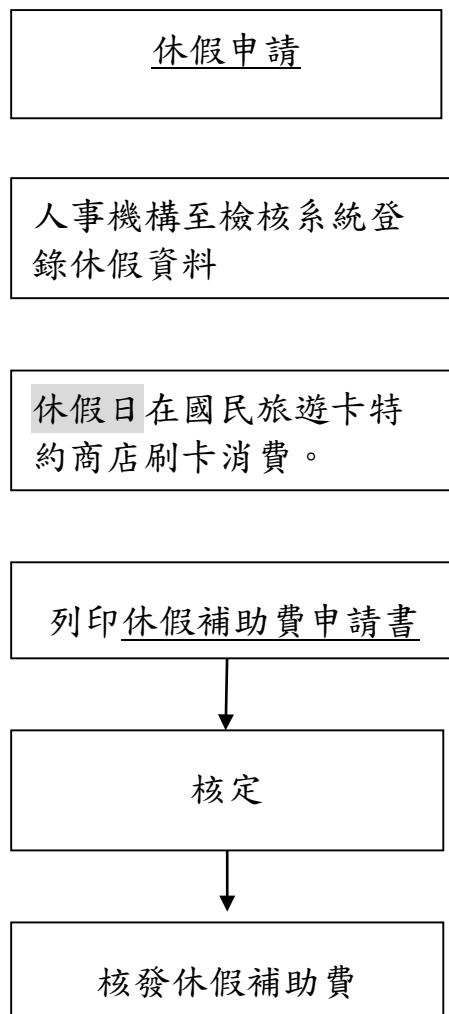 休假申請
人事機構至檢核系統登
錄休假資料
休假日在國民旅遊卡特
約商店刷卡消費。
列印休假補助費申請書
核定
核發休假補助費